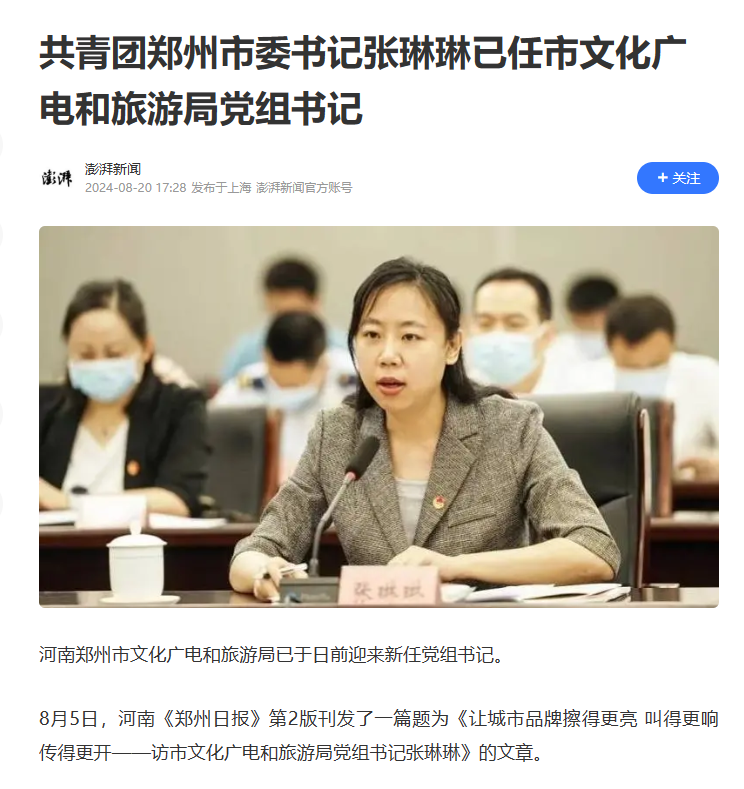 共青团郑州市委书记张琳琳已任市文化广
电和旅游局党组书记
澎湃
澎湃新闻
2024-08-20 17:28 发布于上海 澎湃新闻官方账号
+ 关注
张琳琳
河南郑州市文化广电和旅游局已于日前迎来新任党组书记。
8月5日，河南《郑州日报》第2版刊发了一篇题为《让城市品牌擦得更亮 叫得更响
传得更开——访市文化广电和旅游局党组书记张琳琳》的文章。